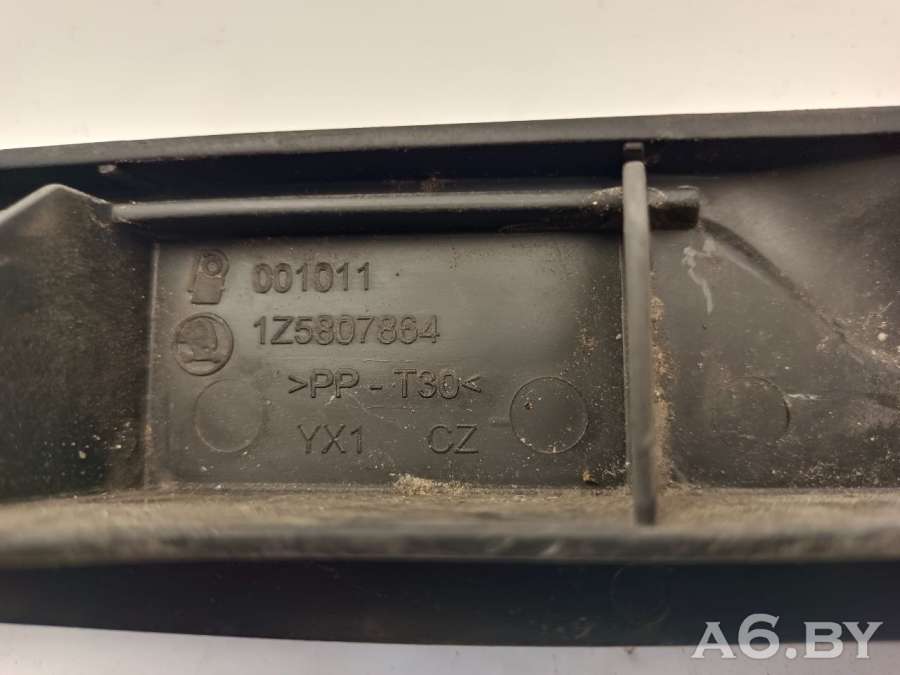 001011
1Z5807864
>PP-T30<
YX1 CZ
A6.BY